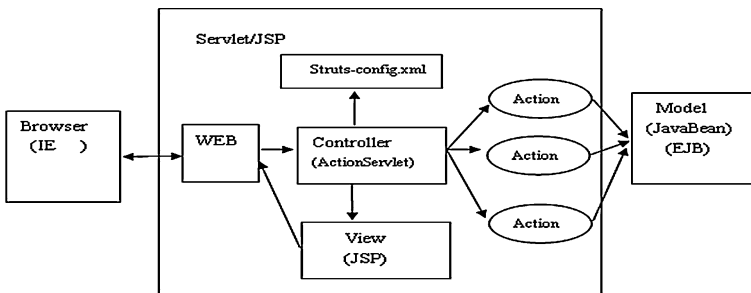 Servlet/JSP
Struts-config.xml
Browser
(IE )
WEB
Controller
(ActionServlet)
View
(JSP)
Action
Action
Action
Model
(JavaBean)
(EJB)